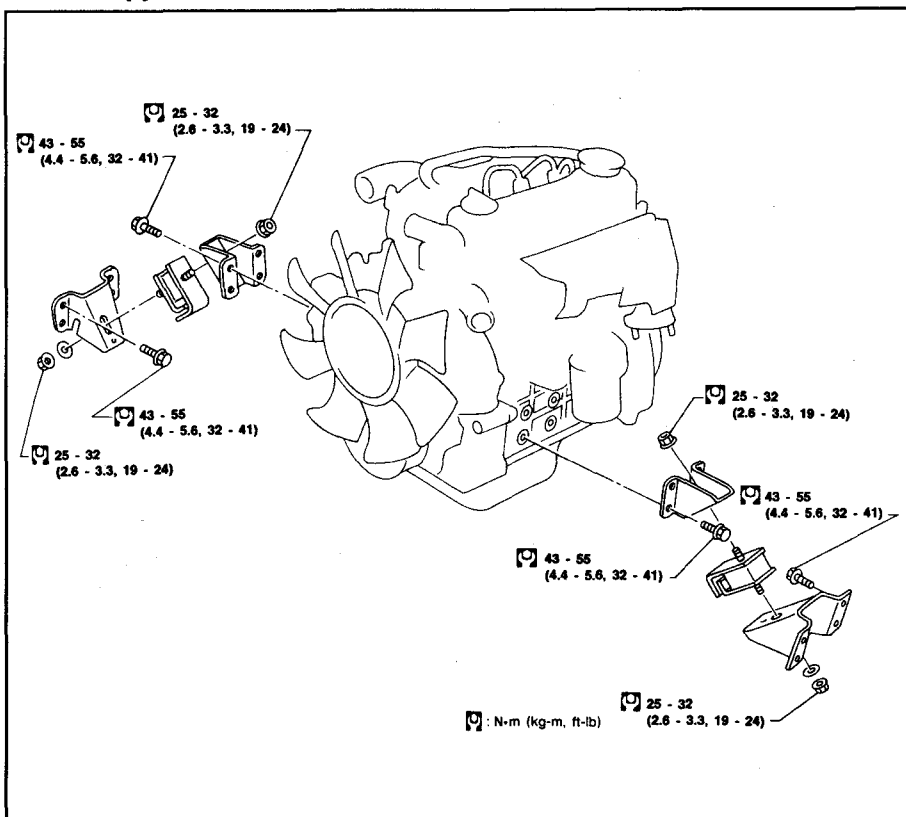 25 - 32
(2.6 - 3.3, 19 - 24)
43 - 55
(4.4 - 5.6, 32 - 41)
43 - 55
(4.4 - 5.6, 32 - 41)
25 - 32
(2.6 - 3.3, 19 - 24)
25 - 32
(2.6 - 3.3, 19 - 24)
43 - 55
(4.4 - 5.6, 32 - 41)
43 - 55
(4.4 - 5.6, 32 - 41)
25 - 32
(2.6 - 3.3, 19 - 24)
: N•m (kg-m, ft-lb)